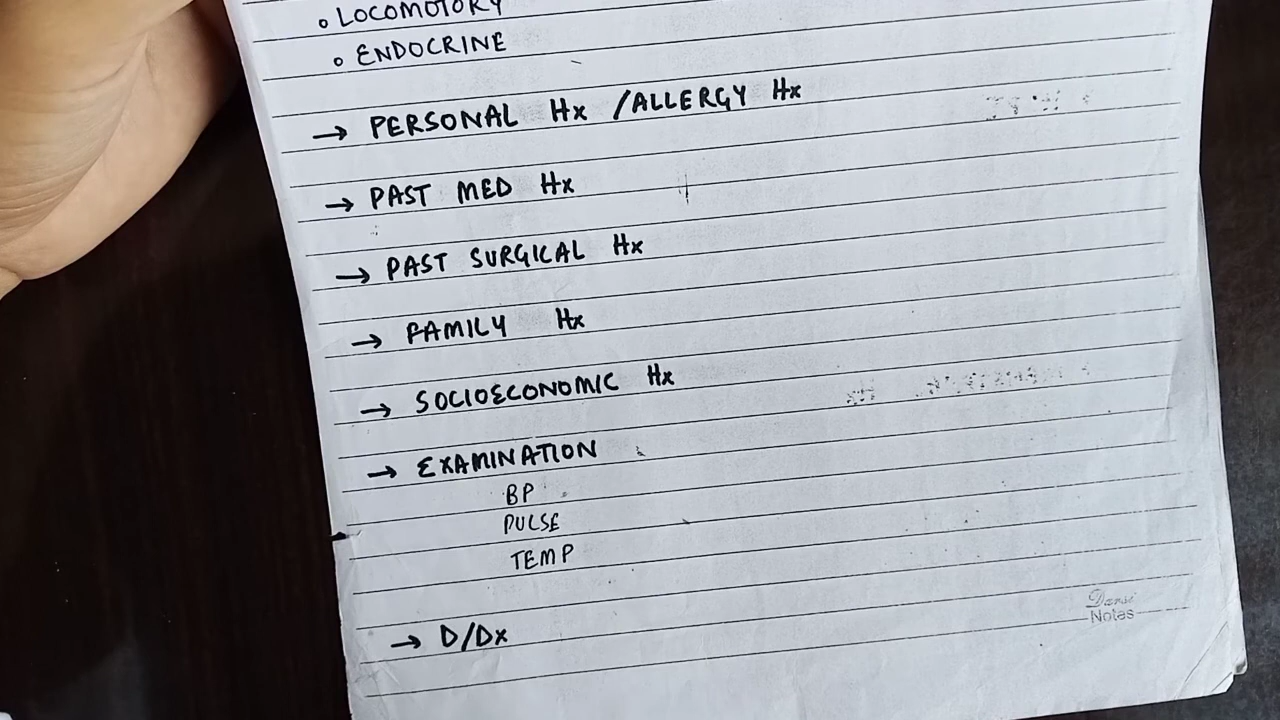 • LOCOMOTORY
• ENDOCRINE
→ PERSONAL Hx / ALLERGY Hx
→ PAST MED Hx
→ PAST SURGICAL Hx
→ FAMILY Hx
→ SOCIOECONOMIC Hx
→ EXAMINATION
BP
PULSE
TEMP
Notes
→ D/Dx